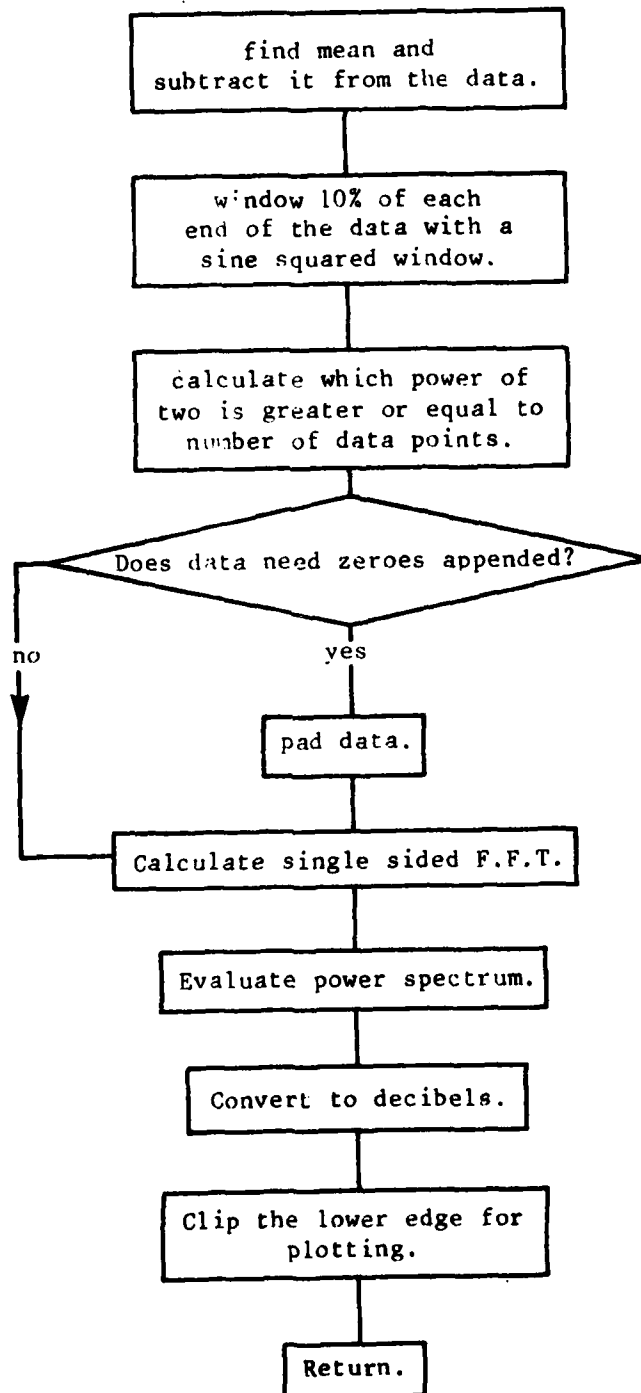 find mean and
subtract it from the data.
window 10% of each
end of the data with a
sine squared window.
calculate which power of
two is greater or equal to
number of data points.
Does data need zeroes appended?
no
yes
pad data.
Calculate single sided F.F.T.
Evaluate power spectrum.
Convert to decibels.
Clip the lower edge for
plotting.
Return.